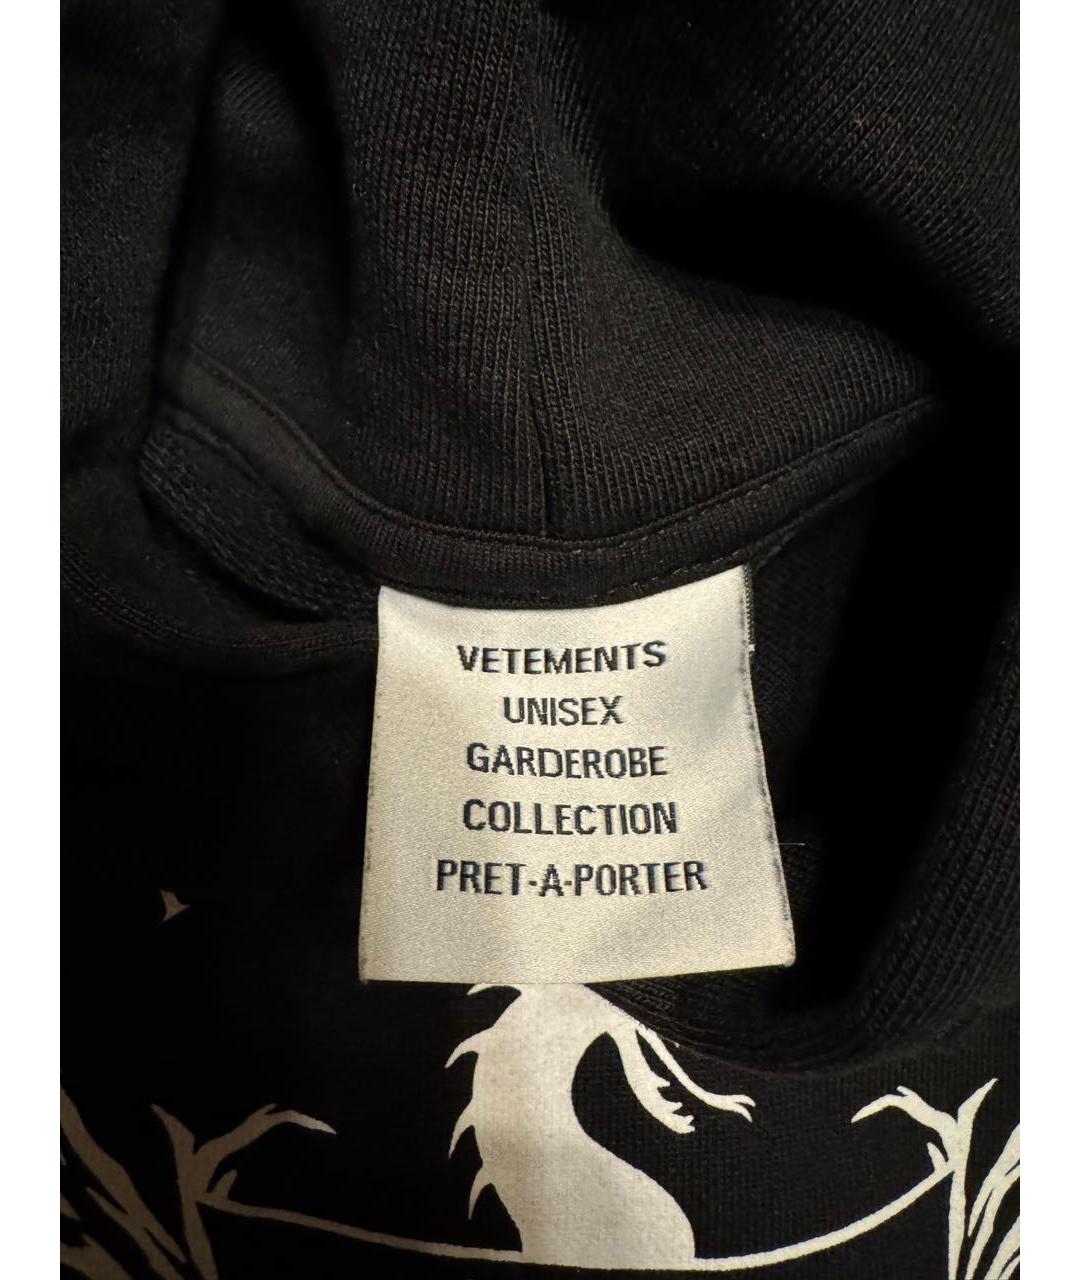 VETEMENTS
UNISEX
GARDEROBE
COLLECTION
PRET-A-PORTER